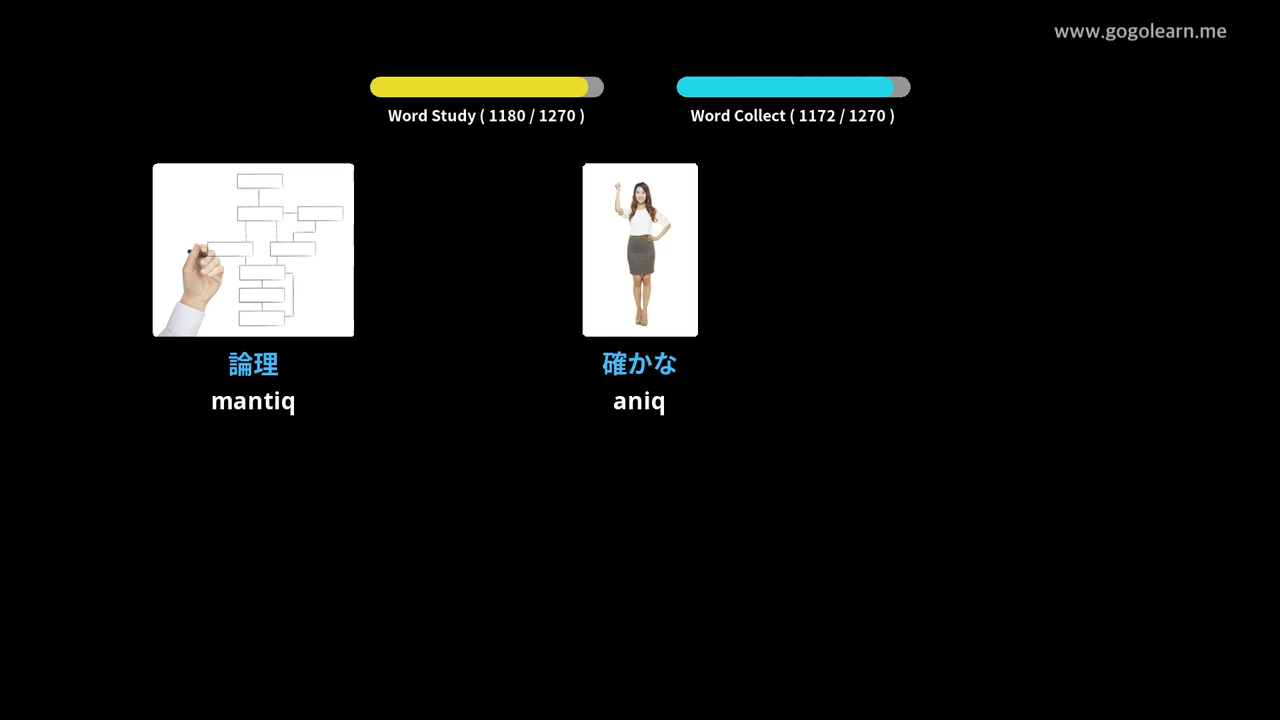 www.gogolearn.me
Word Study ( 1180 / 1270 )
Word Collect ( 1172 / 1270 )
論理
mantiq
確かな
aniq